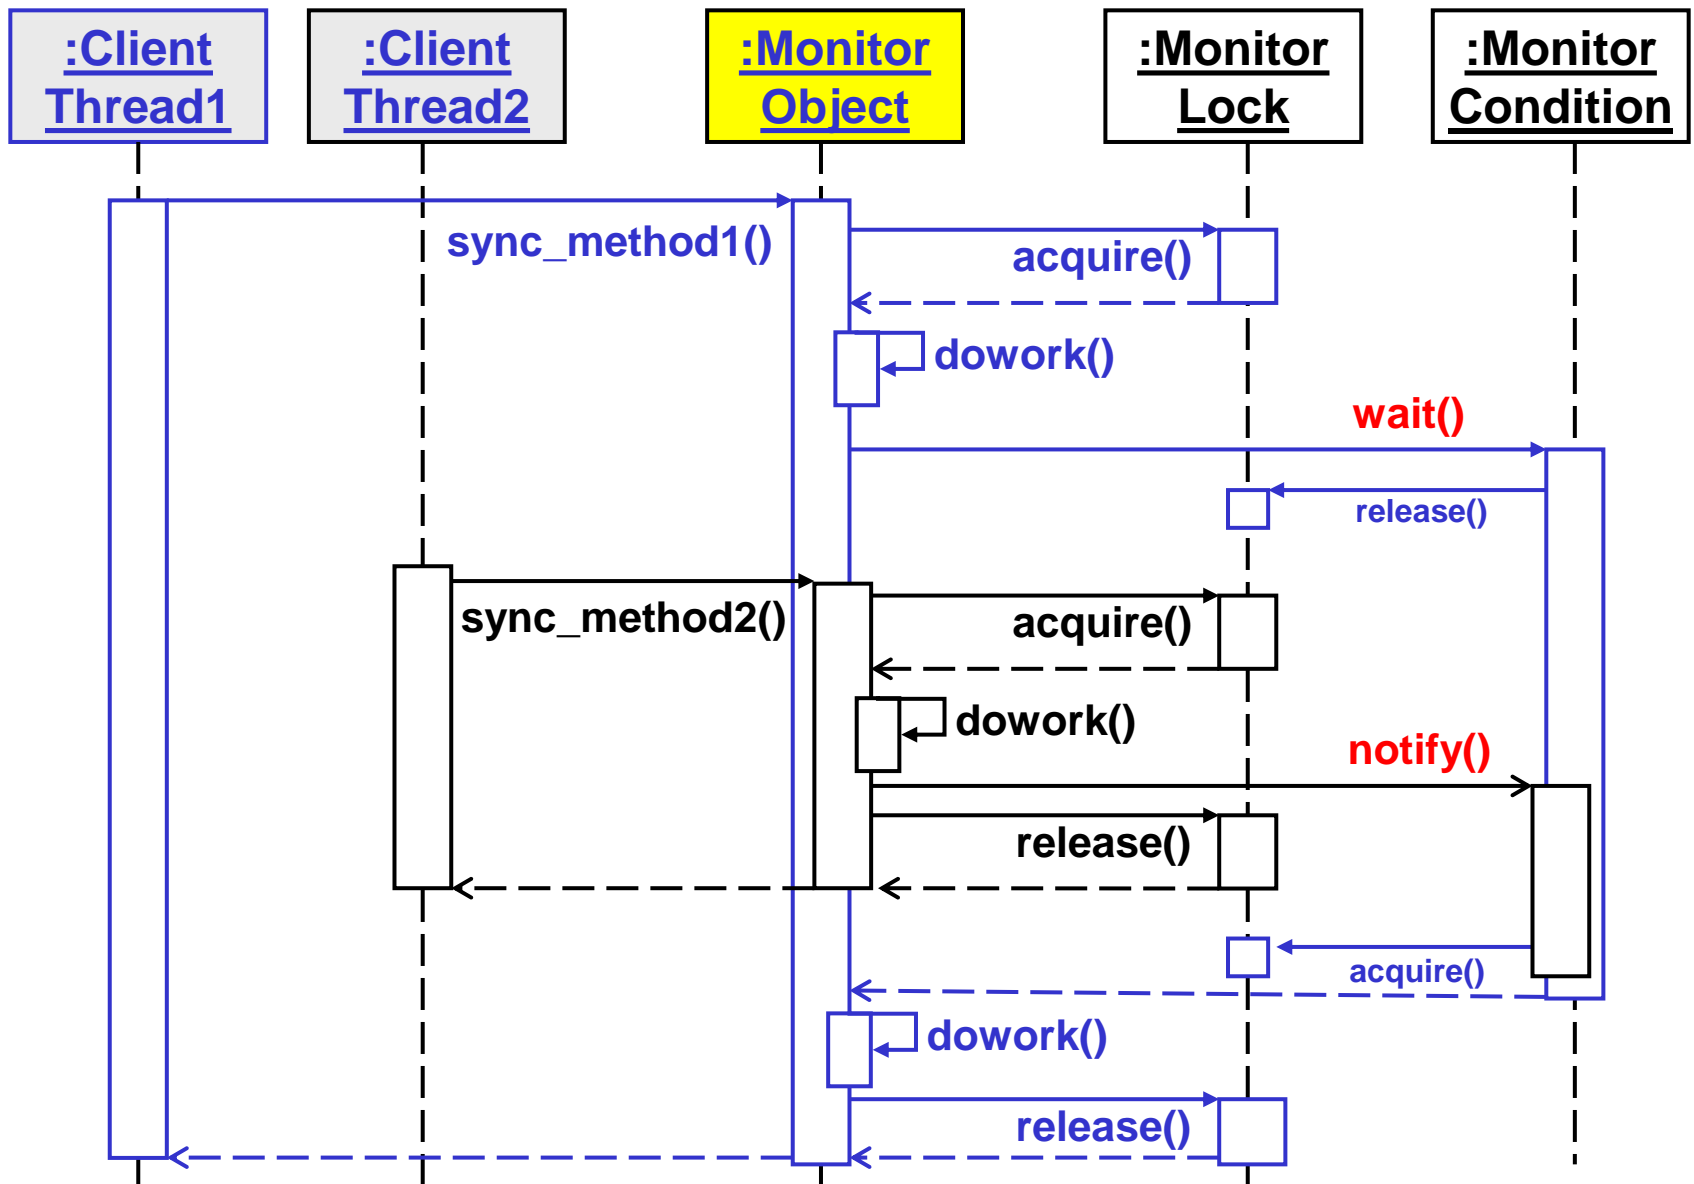 :Client
Thread1
:Client
Thread2
:Monitor
Object
:Monitor
Lock
:Monitor
Condition
sync_method1()
acquire()
dowork()
wait()
release()
sync_method2()
acquire()
dowork()
notify()
release()
acquire()
dowork()
release()